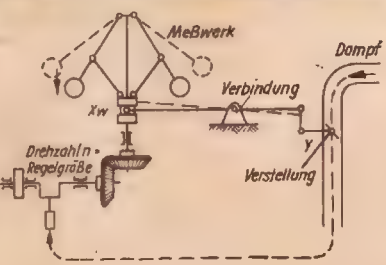 Meßwerk
Dampf
Xw
Verbindung
Drehzahl n =
Regelgröße
Y
Verstellung